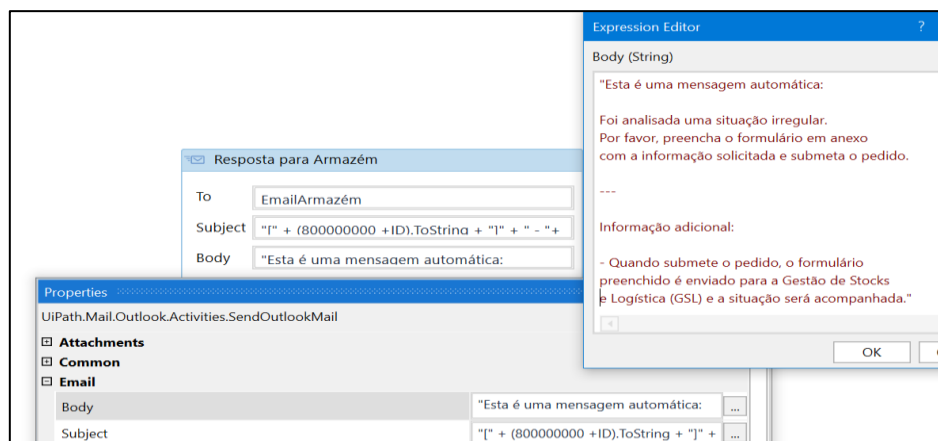 Expression Editor
?
Body (String)
"Esta é uma mensagem automática:
Foi analisada uma situação irregular.
Por favor, preencha o formulário em anexo
com a informação solicitada e submeta o pedido.
---
Informação adicional:
- Quando submete o pedido, o formulário
preenchido é enviado para a Gestão de Stocks
e Logística (GSL) e a situação será acompanhada."
OK
Resposta para Armazém
To
EmailArmazém
Subject
"[" + (800000000 +ID).ToString + "]" + " - "+
Body
"Esta é uma mensagem automática:
Properties
UiPath.Mail.Outlook.Activities.SendOutlookMail
Attachments
Common
Email
Body
"Esta é uma mensagem automática:
...
Subject
"[" + (800000000 +ID).ToString + "]" +
...